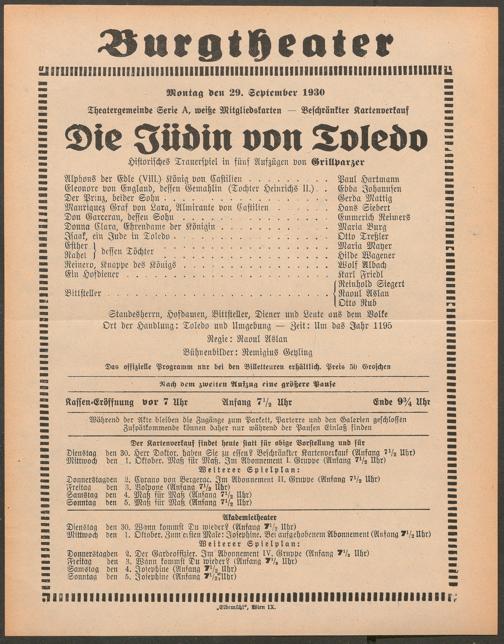 Burgtheater
Montag den 29. September 1930
Theatergemeinde Serie A, weiße Mitgliedskarten — Beschränkter Kartenverkauf
Die Jüdin von Toledo
Historisches Trauerspiel in fünf Aufzügen von Grillparzer
Alphons der Edle (VIII.) König von Castilien . . . . . . . . . Paul Hartmann
Eleonore von England, dessen Gemahlin (Tochter Heinrichs II.) . Ebba Johannsen
Der Prinz, beider Sohn . . . . . . . . . Gerda Mattig
Manriquez Graf von Lara, Almirante von Castilien . . . . . . Hans Siebert
Don Garceran, dessen Sohn . . . . . . . . . Emmerich Reimers
Donna Clara, Ehrendame der Königin . . . . . . . . . Maria Burg
Isaak, ein Jude in Toledo . . . . . . . . . Otto Treßler
Esther } dessen Töchter . . . . . . . . . Maria Mayer
Rahel } . . . . . . . . . Hilde Wagener
Reinero, Knappe des Königs . . . . . . . . . Wolf Albach
Ein Hofdiener . . . . . . . . . Karl Friedl
Bittsteller . . . . . . . . . { Reinhold Siegert
Raoul Aslan
Otto Rub
Standesherren, Hofdamen, Bittsteller, Diener und Leute aus dem Volke
Ort der Handlung: Toledo und Umgebung — Zeit: Um das Jahr 1195
Regie: Raoul Aslan
Bühnenbilder: Remigius Geyling
Das offizielle Programm nur bei den Billetteuren erhältlich. Preis 50 Groschen
Nach dem zweiten Aufzug eine größere Pause
Kassen-Eröffnung vor 7 Uhr Anfang 7½ Uhr Ende 9¾ Uhr
Während der Akte bleiben die Zugänge zum Parkett, Parterre und den Galerien geschlossen
Zuspätkommende können daher nur während der Pausen Einlaß finden
Der Kartenverkauf findet heute statt für obige Vorstellung und für
Dienstag den 30. Herr Doktor, haben Sie zu essen? Beschränkter Kartenverkauf (Anfang 7½ Uhr)
Mittwoch den 1. Oktober. Maß für Maß. Im Abonnement I. Gruppe (Anfang 7½ Uhr)
Weiterer Spielplan:
Donnerstag den 2. Cyrano von Bergerac. Im Abonnement II. Gruppe (Anfang 7½ Uhr)
Freitag den 3. Volpone (Anfang 7½ Uhr)
Samstag den 4. Maß für Maß (Anfang 7½ Uhr)
Sonntag den 5. Maß für Maß (Anfang 7½ Uhr)
Akademietheater
Dienstag den 30. Wann kommst Du wieder? (Anfang 7½ Uhr)
Mittwoch den 1. Oktober. Zum ersten Male: Josephine. Bei aufgehobenem Abonnement (Anfang 7½ Uhr)
Weiterer Spielplan:
Donnerstag den 2. Der Gardeoffizier. Im Abonnement IV. Gruppe (Anfang 7½ Uhr)
Freitag den 3. Wann kommst Du wieder? (Anfang 7½ Uhr)
Samstag den 4. Josephine (Anfang 7½ Uhr)
Sonntag den 5. Josephine (Anfang 7½ Uhr)
„Elbemühl“, Wien IX.